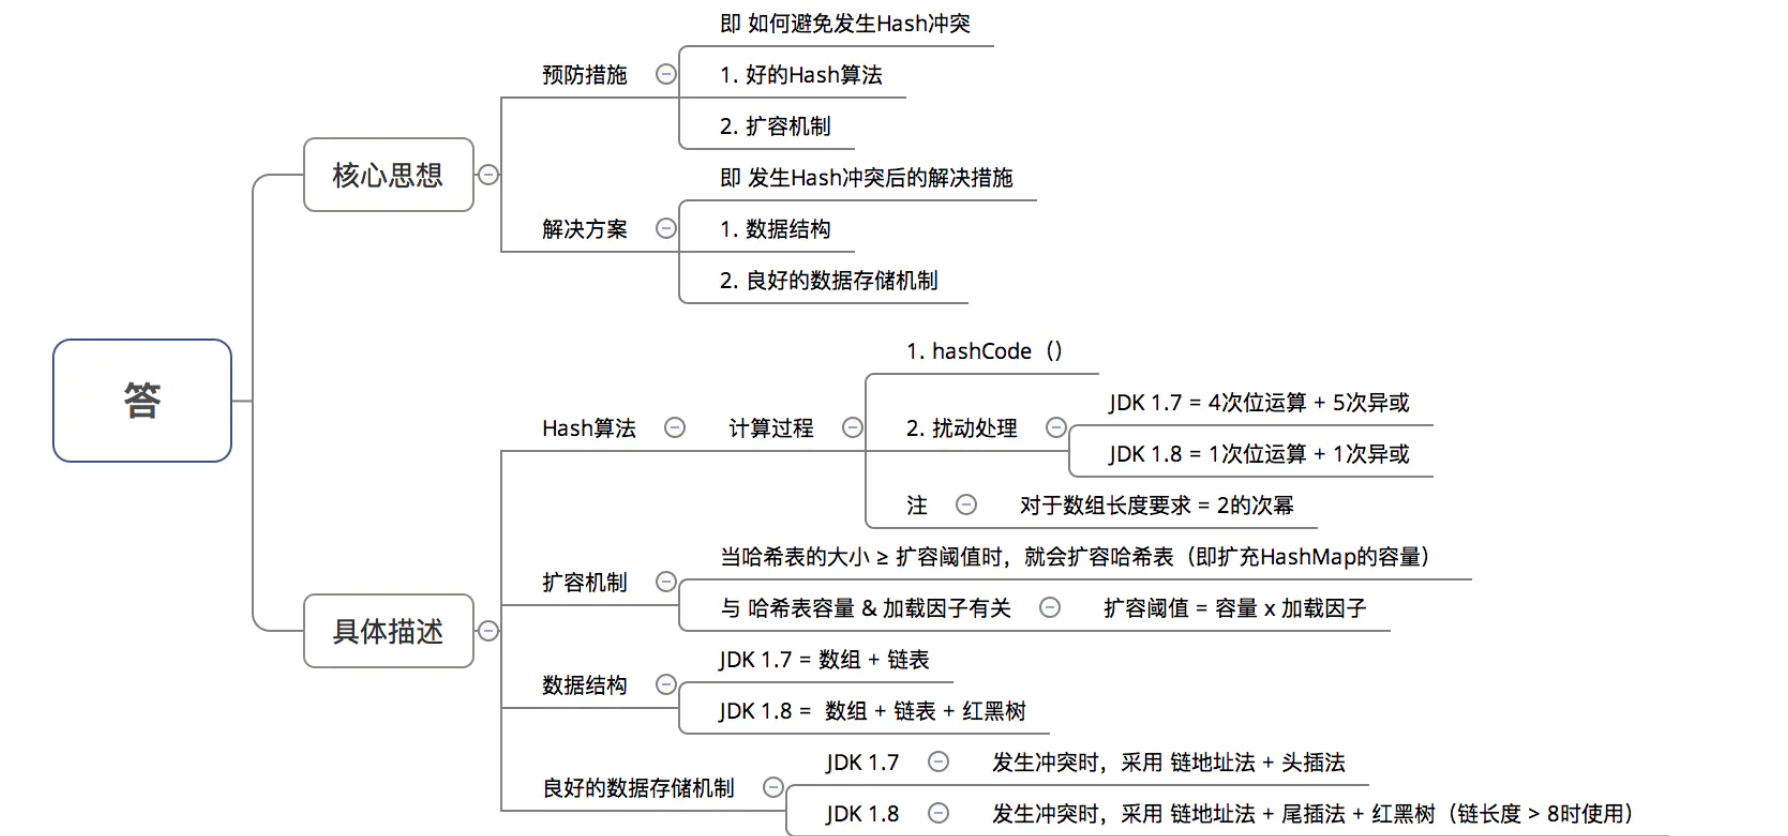 答
核心思想
预防措施
即 如何避免发生Hash冲突
1. 好的Hash算法
2. 扩容机制
解决方案
即 发生Hash冲突后的解决措施
1. 数据结构
2. 良好的数据存储机制
具体描述
Hash算法
计算过程
1. hashCode（）
2. 扰动处理
JDK 1.7 = 4次位运算 + 5次异或
JDK 1.8 = 1次位运算 + 1次异或
注
对于数组长度要求 = 2的次幂
扩容机制
当哈希表的大小 ≥ 扩容阈值时，就会扩容哈希表（即扩充HashMap的容量）
与 哈希表容量 & 加载因子有关
扩容阈值 = 容量 x 加载因子
数据结构
JDK 1.7 = 数组 + 链表
JDK 1.8 = 数组 + 链表 + 红黑树
良好的数据存储机制
JDK 1.7
发生冲突时，采用 链地址法 + 头插法
JDK 1.8
发生冲突时，采用 链地址法 + 尾插法 + 红黑树（链长度 > 8时使用）